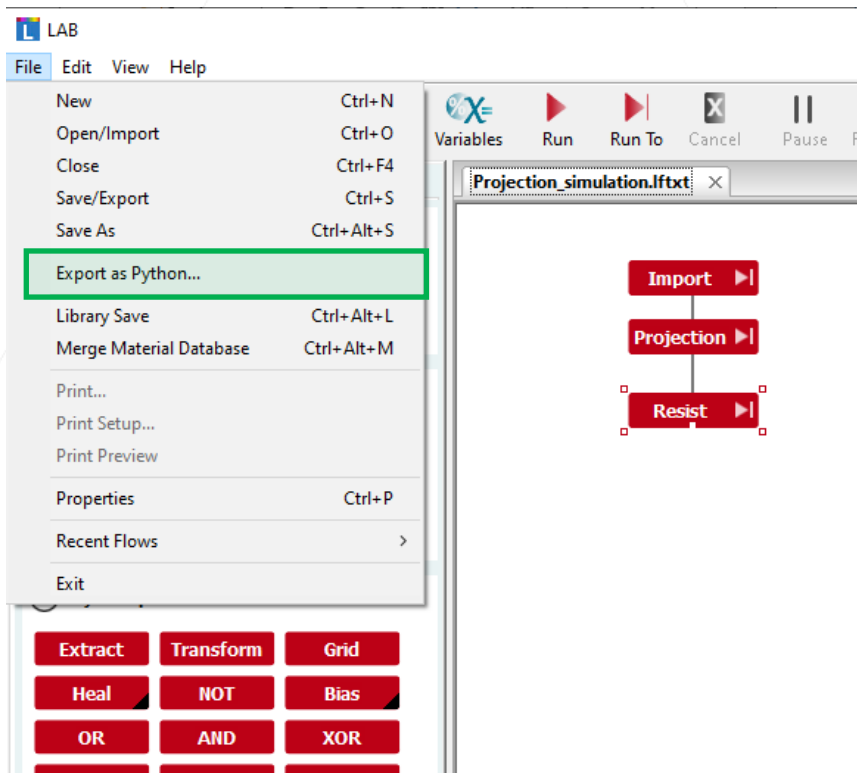 L LAB
File Edit View Help
New Ctrl+N
Open/Import Ctrl+O
Close Ctrl+F4
Save/Export Ctrl+S
Save As Ctrl+Alt+S
Export as Python...
Library Save Ctrl+Alt+L
Merge Material Database Ctrl+Alt+M
Print...
Print Setup...
Print Preview
Properties Ctrl+P
Recent Flows >
Exit
X=
Variables Run Run To Cancel Pause
Projection_simulation.lftxt ×
Import
Projection
Resist
Extract Transform Grid
Heal NOT Bias
OR AND XOR